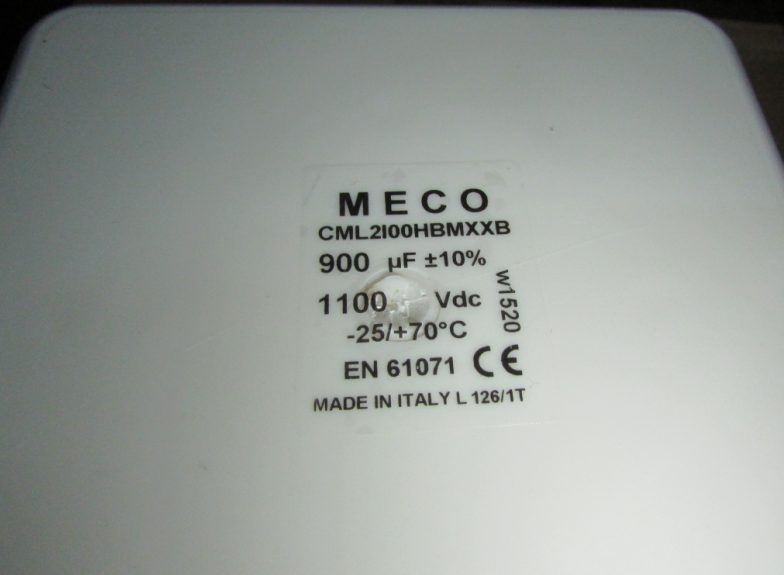 MECO
CML2I00HBMXXB
900 µF ±10%
1100 Vdc
-25/+70°C
w1520
EN 61071 CE
MADE IN ITALY L 126/1T